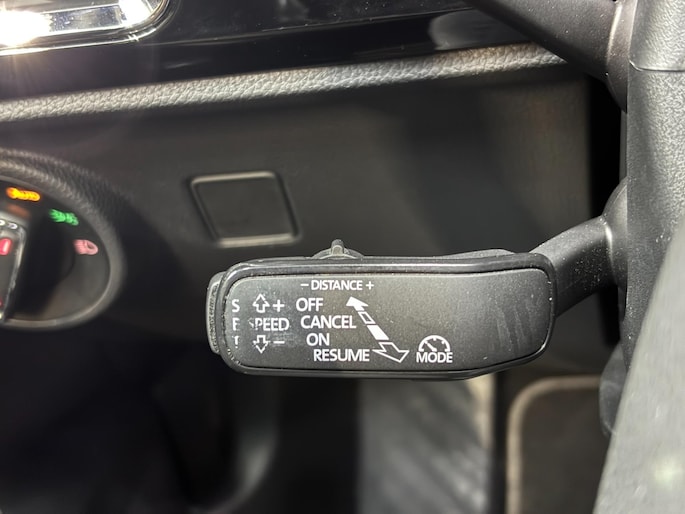 − DISTANCE +
S + OFF
E SPEED CANCEL
T − ON
RESUME MODE